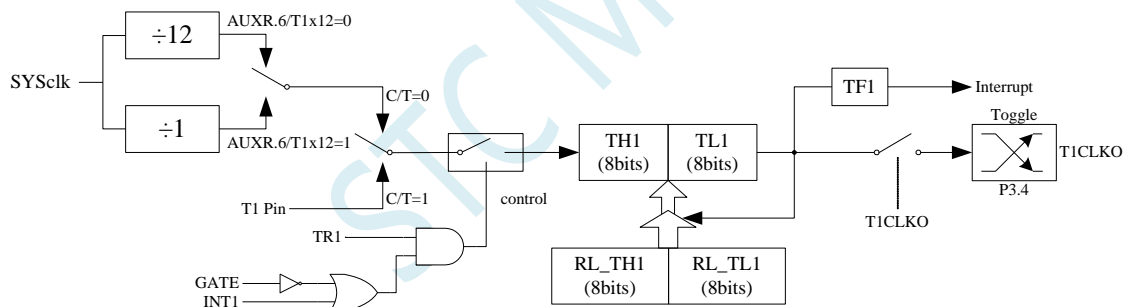 ÷12
AUXR.6/T1x12=0
SYSclk
÷1
AUXR.6/T1x12=1
C/T=0
C/T=1
T1 Pin
control
TR1
GATE
INT1
TH1
(8bits)
TL1
(8bits)
RL_TH1
(8bits)
RL_TL1
(8bits)
TF1
Interrupt
Toggle
T1CLKO
P3.4
T1CLKO
STC M